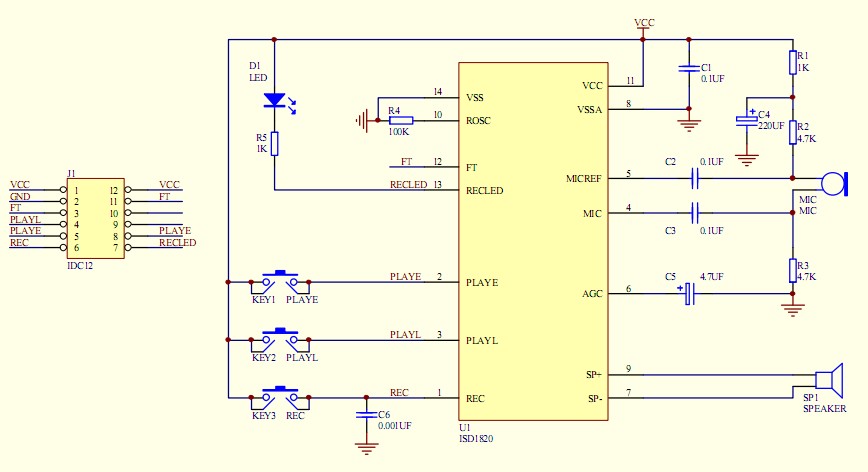 VCC
D1
LED
R5
1K
R4
100K
14
VSS
10
ROSC
FT
12
FT
RECLED
13
RECLED
PLAYE
2
PLAYE
PLAYL
3
PLAYL
REC
1
REC
VCC
11
VSSA
8
MICREF
5
MIC
4
AGC
6
SP+
9
SP-
7
U1
ISD1820
C1
0.1UF
R1
1K
C4
220UF
R2
4.7K
C2
0.1UF
MIC
MIC
C3
0.1UF
R3
4.7K
C5
4.7UF
SP1
SPEAKER
KEY1
PLAYE
KEY2
PLAYL
KEY3
REC
C6
0.001UF
J1
VCC
1
12
VCC
GND
2
11
FT
FT
3
10
PLAYL
4
9
PLAYE
5
8
PLAYE
REC
6
7
RECLED
IDC12